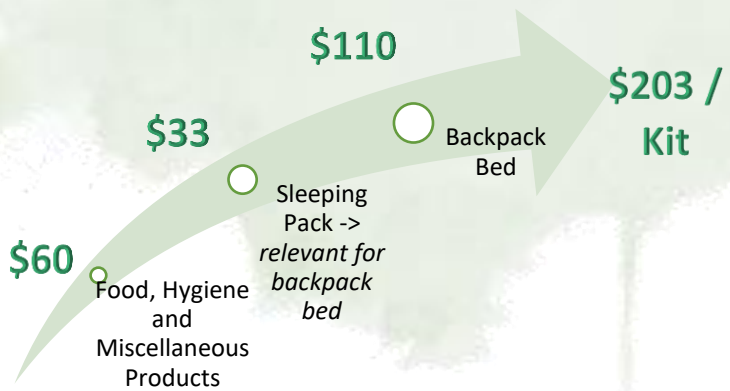 $60
Food, Hygiene
and
Miscellaneous
Products
$33
Sleeping
Pack ->
relevant for
backpack
bed
$110
Backpack
Bed
$203 /
Kit